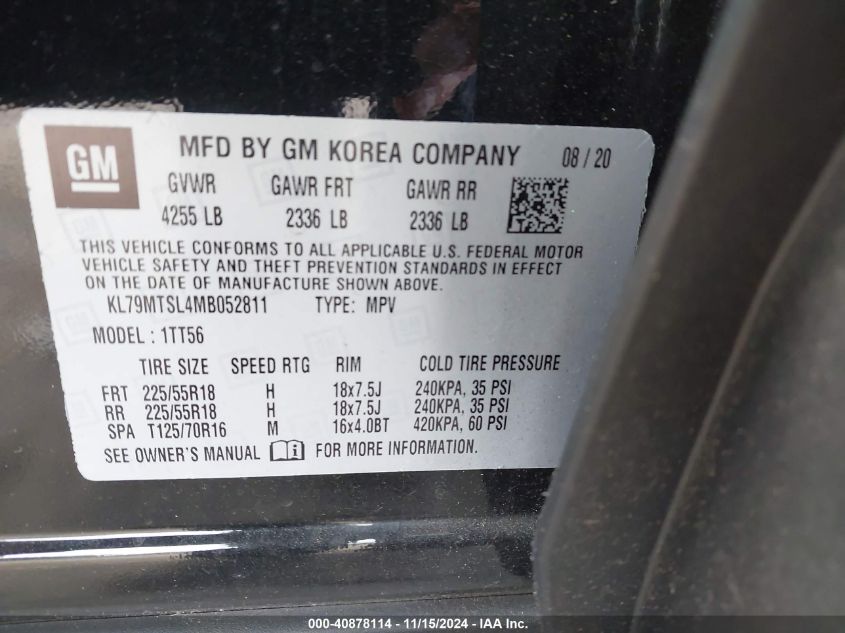 GM
MFD BY GM KOREA COMPANY 08 / 20
GVWR GAWR FRT GAWR RR
4255 LB 2336 LB 2336 LB
THIS VEHICLE CONFORMS TO ALL APPLICABLE U.S. FEDERAL MOTOR
VEHICLE SAFETY AND THEFT PREVENTION STANDARDS IN EFFECT
ON THE DATE OF MANUFACTURE SHOWN ABOVE.
KL79MTSL4MB052811 TYPE: MPV
MODEL : 1TT56
TIRE SIZE SPEED RTG RIM COLD TIRE PRESSURE
FRT 225/55R18 H 18x7.5J 240KPA, 35 PSI
RR 225/55R18 H 18x7.5J 240KPA, 35 PSI
SPA T125/70R16 M 16x4.0BT 420KPA, 60 PSI
SEE OWNER'S MANUAL FOR MORE INFORMATION.
000-40878114 - 11/15/2024 - IAA Inc.